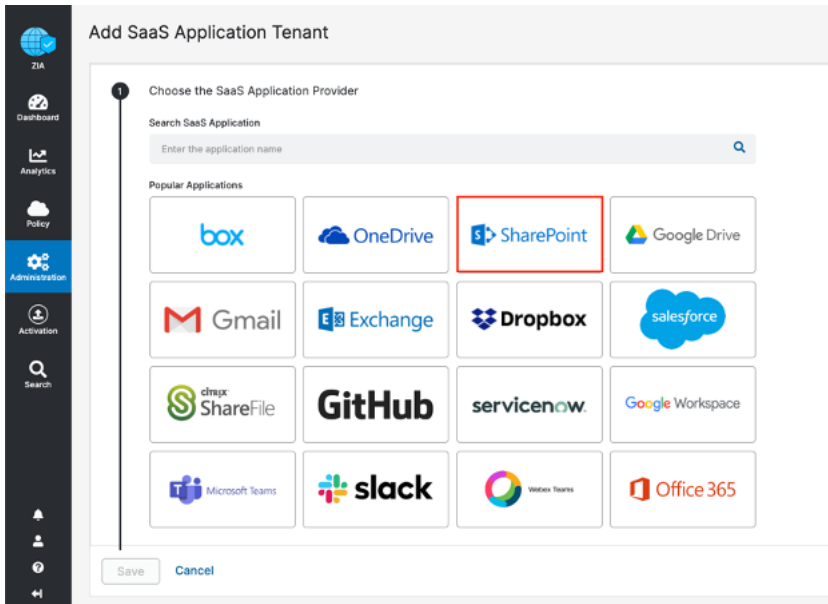 Add SaaS Application Tenant
ZIA
Dashboard
Analytics
Policy
Administration
Activation
Search
1
Choose the SaaS Application Provider
Search SaaS Application
Enter the application name
Popular Applications
box
OneDrive
S SharePoint
Google Drive
Gmail
E Exchange
Dropbox
salesforce
citrix
ShareFile
GitHub
servicenow.
Google Workspace
Microsoft Teams
slack
Webex Teams
Office 365
Save
Cancel